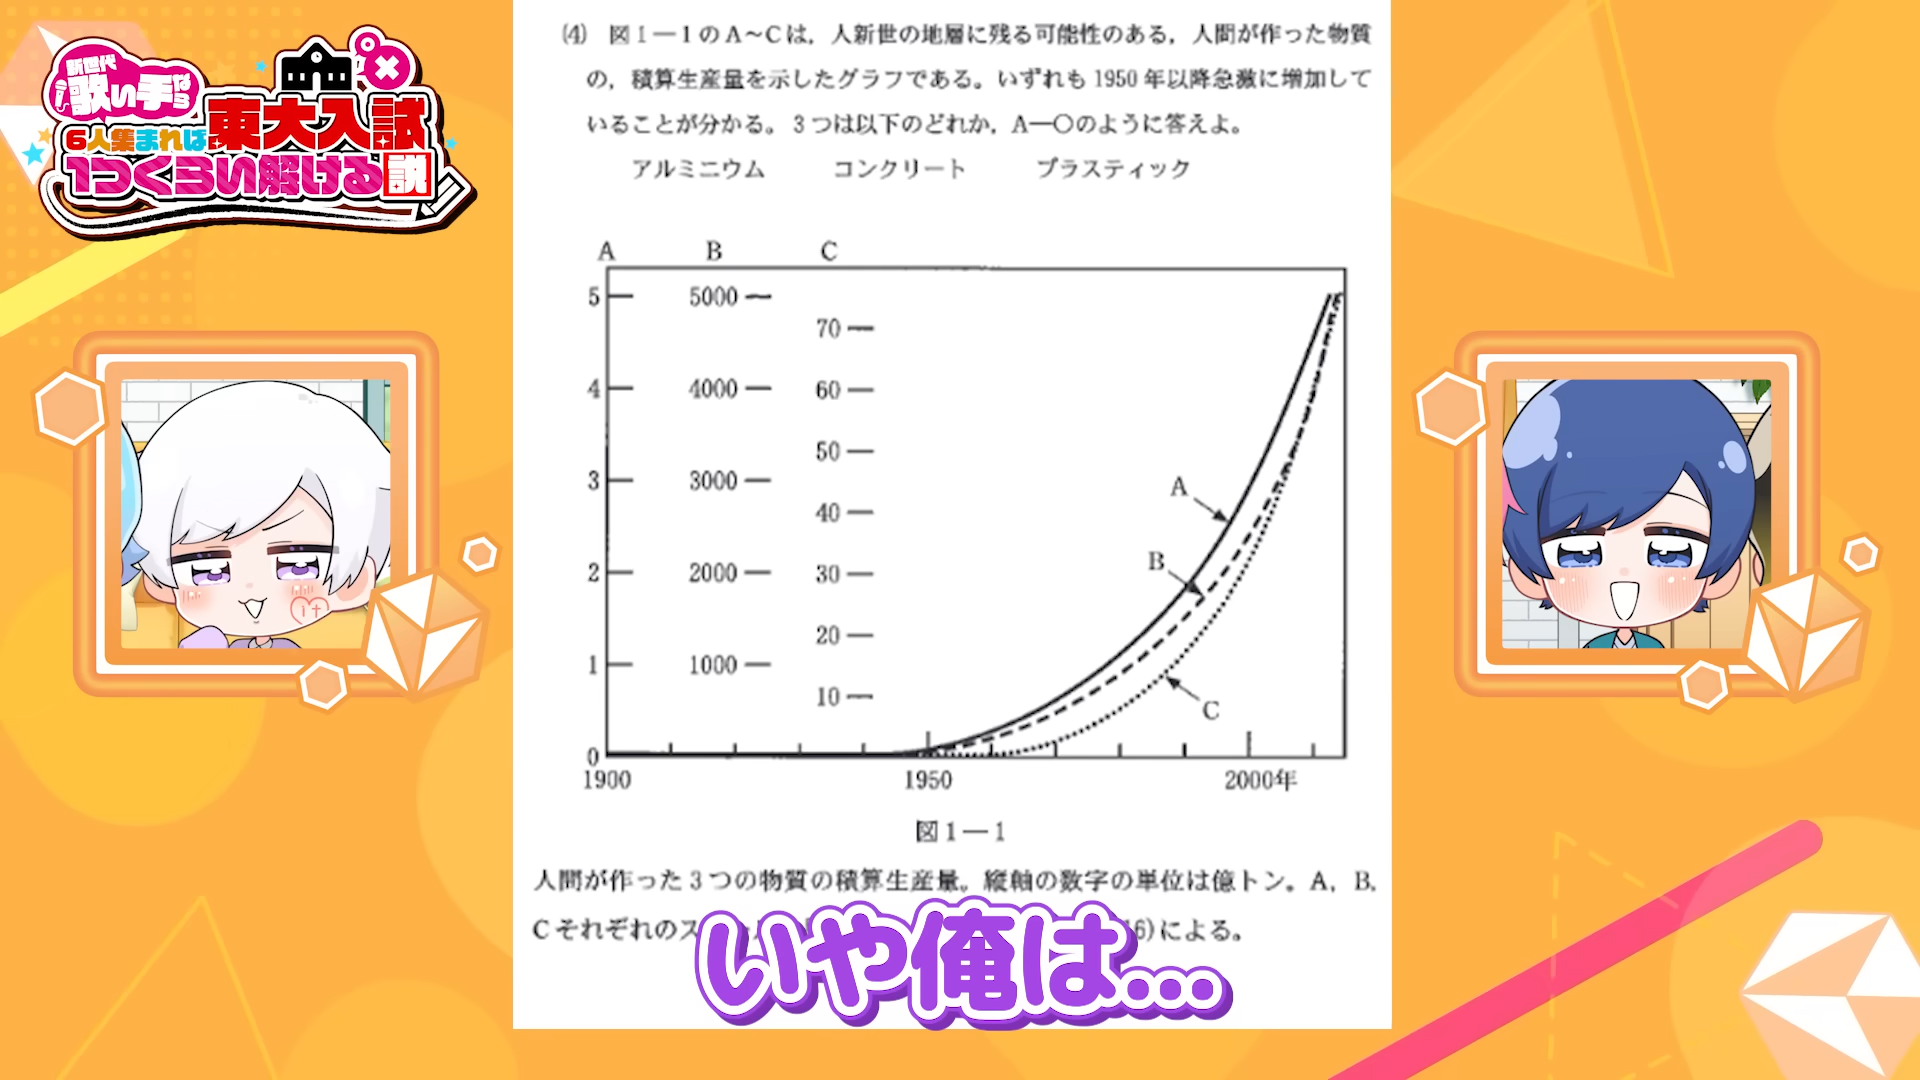 新世代
歌い手なら
6人集まれば
東大入試
1つくらい解ける説
(4) 図1―1のA～Cは，人新世の地層に残る可能性のある，人間が作った物質
の，積算生産量を示したグラフである。いずれも1950年以降急激に増加して
いることが分かる。3つは以下のどれか，A―〇のように答えよ。
アルミニウム コンクリート プラスティック
A B C
5 5000
70
4 4000 60
50
3 3000
40
A
2 2000 30
B
20
1 1000
10
C
0
1900 1950 2000年
図1―1
人間が作った3つの物質の積算生産量。縦軸の数字の単位は億トン。A，B，
Cそれぞれのス
6)による。
いや俺は…